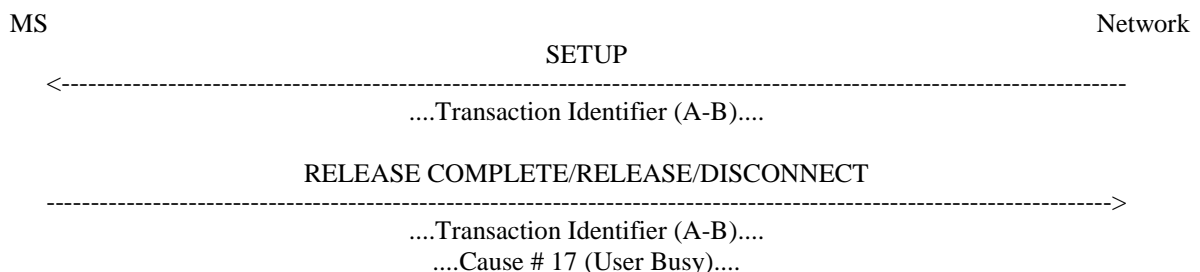 MS Network
SETUP
<------------------------------------------------------------------------------------------------------------------------
....Transaction Identifier (A-B)....
RELEASE COMPLETE/RELEASE/DISCONNECT
------------------------------------------------------------------------------------------------------------------------>
....Transaction Identifier (A-B)....
....Cause # 17 (User Busy)....